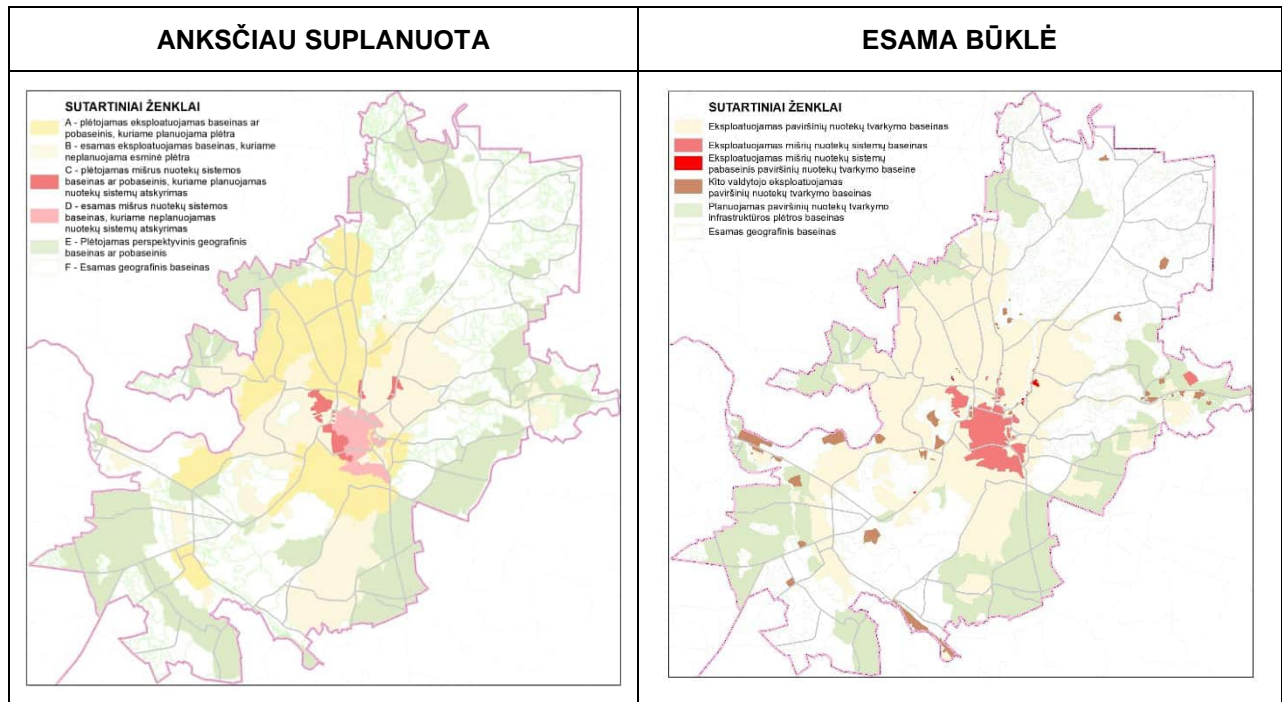 ANKSČIAU SUPLANUOTA
ESAMA BŪKLĖ
SUTARTINIAI ŽENKLAI
A - plėtojamas eksploatuojamas baseinas ar
pobaseinis, kuriame planuojama plėtra
B - esamas eksploatuojamas baseinas, kuriame
neplanuojama esminė plėtra
C - plėtojamas mišrus nuotekų sistemos
baseinas ar pobaseinis, kuriame planuojamas
nuotekų sistemų atskyrimas
D - esamas mišrus nuotekų sistemos
baseinas, kuriame neplanuojamas
nuotekų sistemų atskyrimas
E - Plėtojamas perspektyvinis geografinis
baseinas ar pobaseinis
F - Esamas geografinis baseinas
SUTARTINIAI ŽENKLAI
Eksploatuojamas paviršinių nuotekų tvarkymo baseinas
Eksploatuojamas mišrių nuotekų sistemų baseinas
Eksploatuojamas mišrių nuotekų sistemų
pabaseinis paviršinių nuotekų tvarkymo baseine
Kito valdytojo eksploatuojamas
paviršinių nuotekų tvarkymo baseinas
Planuojamas paviršinių nuotekų tvarkymo
infrastruktūros plėtros baseinas
Esamas geografinis baseinas